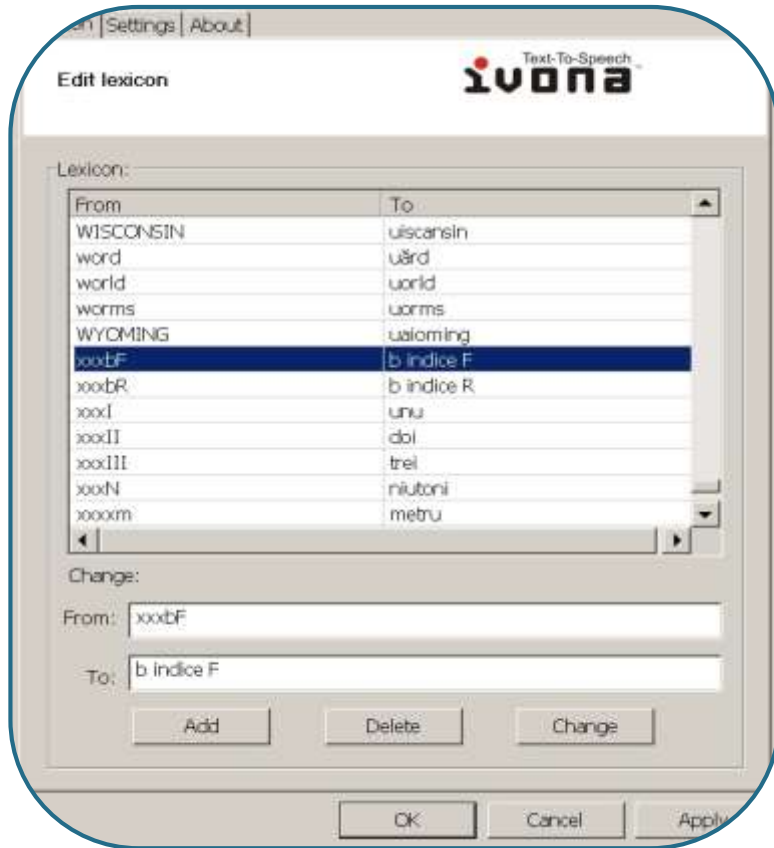 Settings About
Text-To-Speech
Edit lexicon ivona
Lexicon:
From To
WISCONSIN uiscansin
word uărd
world uorld
worms uorms
WYOMING uaioming
xxxbF b indice F
xxxbR b indice R
xxxI unu
xxxII doi
xxxIII trei
xxxN niutoni
xxxxm metru
Change:
From: xxxbF
To: b indice F
Add Delete Change
OK Cancel Apply